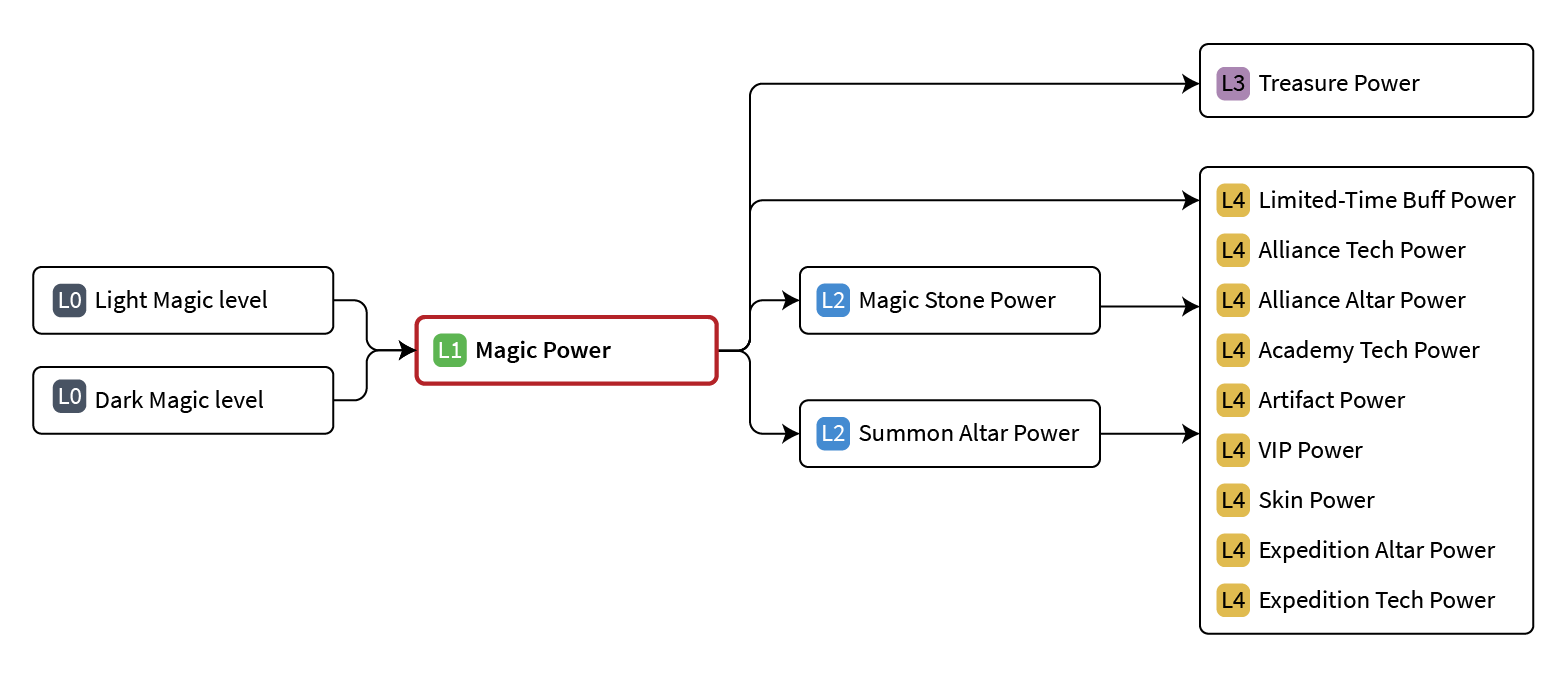 L0 Light Magic level
L0 Dark Magic level
L1 Magic Power
L2 Magic Stone Power
L2 Summon Altar Power
L3 Treasure Power
L4 Limited-Time Buff Power
L4 Alliance Tech Power
L4 Alliance Altar Power
L4 Academy Tech Power
L4 Artifact Power
L4 VIP Power
L4 Skin Power
L4 Expedition Altar Power
L4 Expedition Tech Power